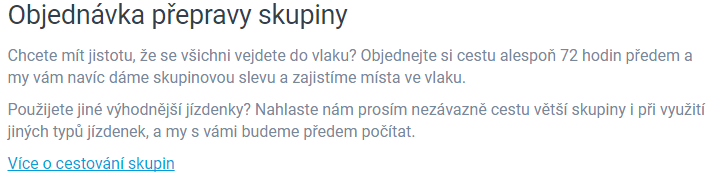 Objednávka přepravy skupiny
Chcete mít jistotu, že se všichni vejdete do vlaku? Objednejte si cestu alespoň 72 hodin předem a
my vám navíc dáme skupinovou slevu a zajistíme místa ve vlaku.
Použijete jiné výhodnější jízdenky? Nahlaste nám prosím nezávazně cestu větší skupiny i při využití
jiných typů jízdenek, a my s vámi budeme předem počítat.
Více o cestování skupin